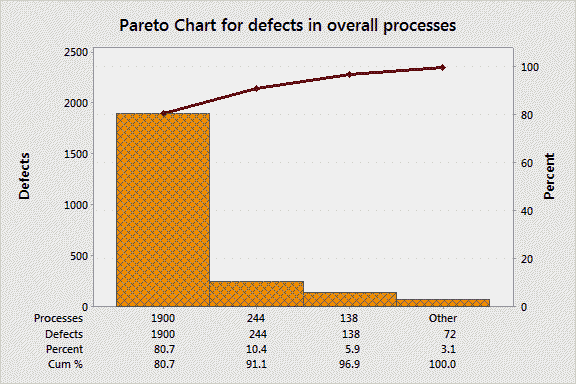 Pareto Chart for defects in overall processes
2500
2000
1500
1000
500
0
Defects
100
80
60
40
20
0
Percent
Processes 1900 244 138 Other
Defects 1900 244 138 72
Percent 80.7 10.4 5.9 3.1
Cum % 80.7 91.1 96.9 100.0